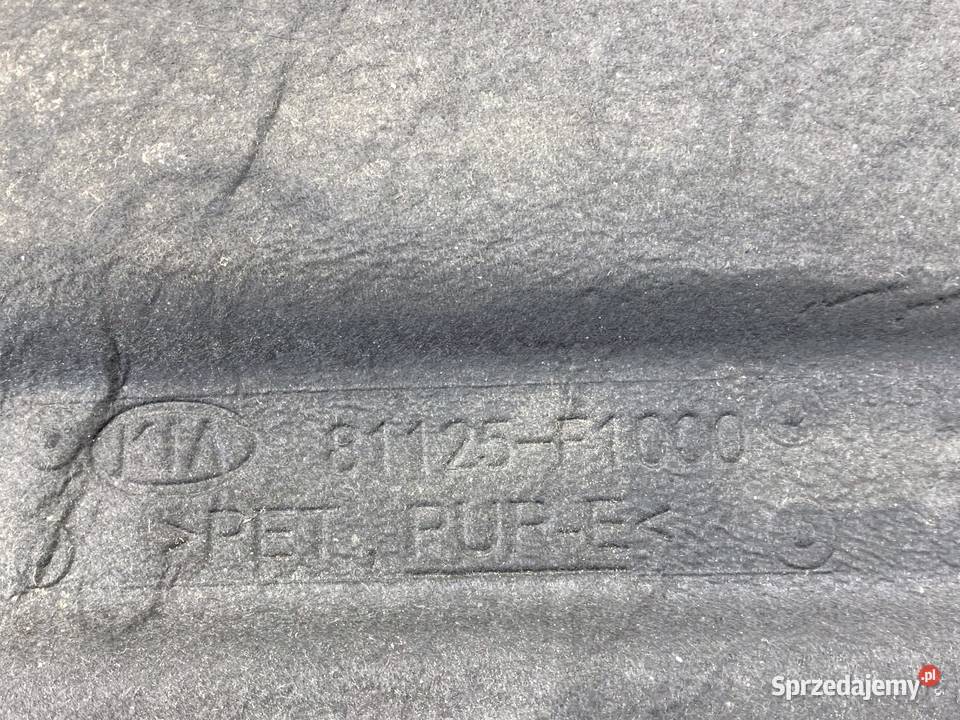 KIA 81125-F1000
>PET, PUR-E<
Sprzedajemy.pl